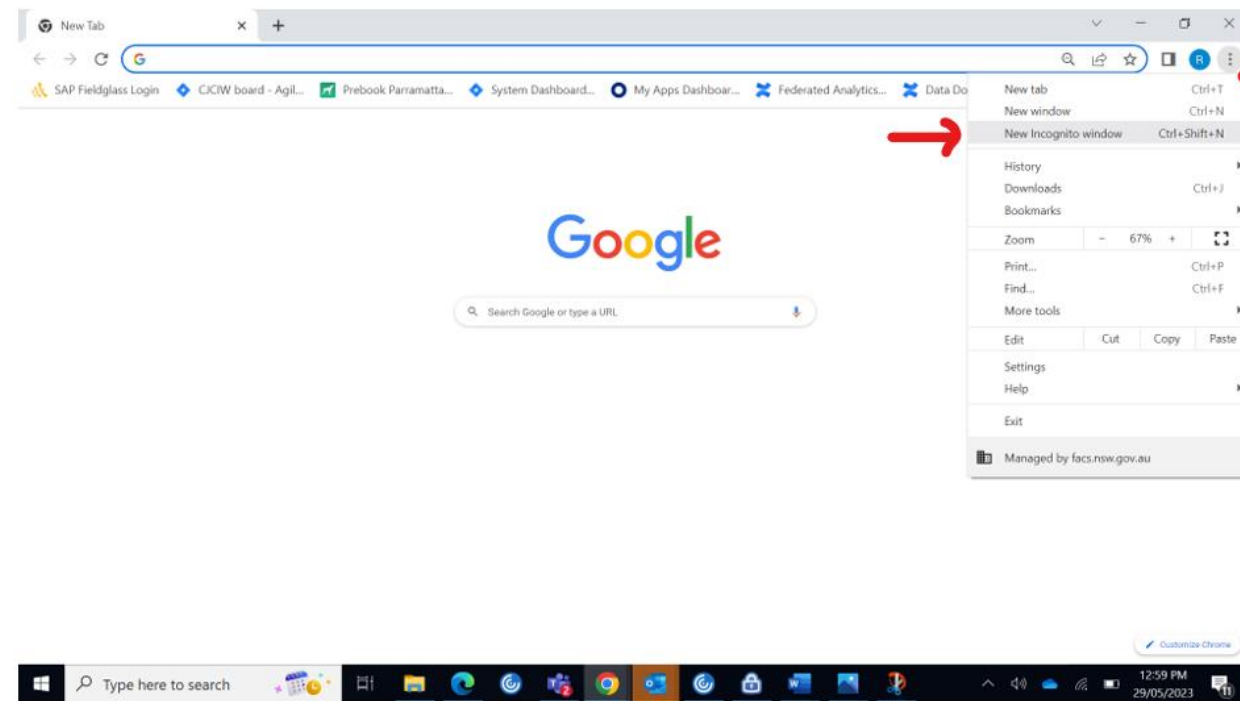 New Tab
G
SAP Fieldglass Login CJCIW board - Agil... Prebook Parramatta... System Dashboard... My Apps Dashboar... Federated Analytics... Data Do
R
New tab Ctrl+T
New window Ctrl+N
New Incognito window Ctrl+Shift+N
History
Downloads Ctrl+J
Bookmarks
Zoom - 67% +
Print... Ctrl+P
Find... Ctrl+F
More tools
Edit Cut Copy Paste
Settings
Help
Exit
Managed by facs.nsw.gov.au
Google
Search Google or type a URL
Customize Chrome
Type here to search
12:59 PM
29/05/2023
11